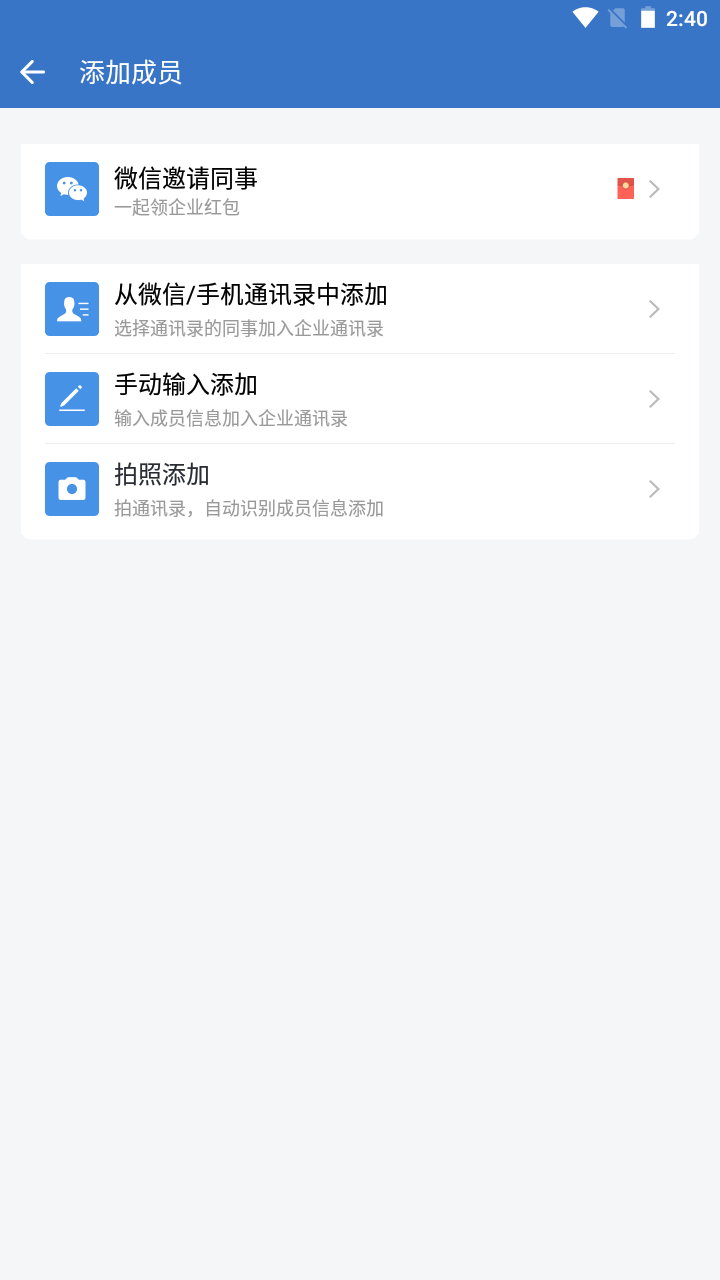 2:40
添加成员
微信邀请同事
一起领企业红包
从微信/手机通讯录中添加
选择通讯录的同事加入企业通讯录
手动输入添加
输入成员信息加入企业通讯录
拍照添加
拍通讯录，自动识别成员信息添加